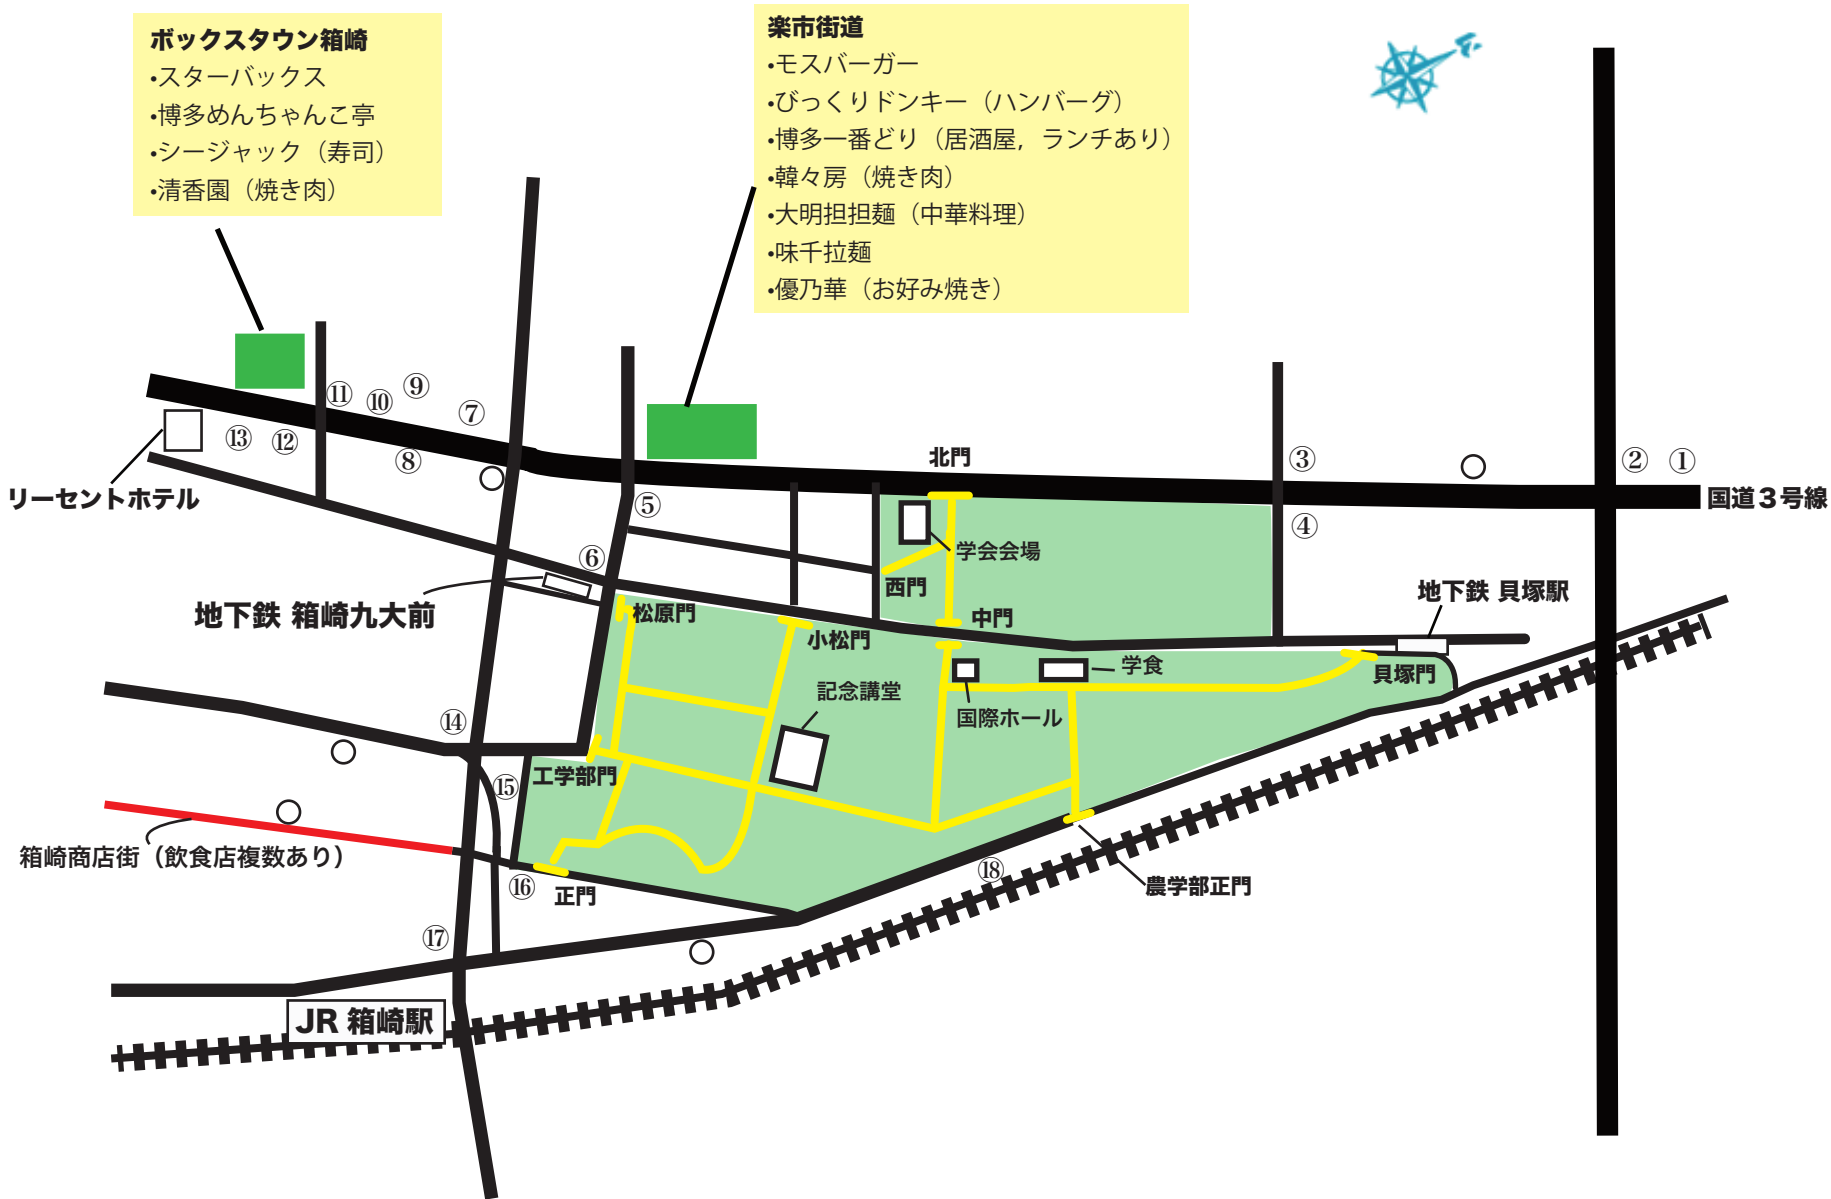 ボックスタウン箱崎
•スターバックス
•博多めんちゃんこ亭
•シージャック（寿司）
•清香園（焼き肉）
楽市街道
•モスバーガー
•びっくりドンキー（ハンバーグ）
•博多一番どり（居酒屋，ランチあり）
•韓々房（焼き肉）
•大明担担麺（中華料理）
•味千拉麺
•優乃華（お好み焼き）
北
⑪
⑩
⑨
⑦
⑬
⑫
⑧
リーセントホテル
北門
③
②
①
国道３号線
⑤
④
学会会場
⑥
西門
地下鉄 貝塚駅
地下鉄 箱崎九大前
松原門
小松門
中門
学食
貝塚門
記念講堂
国際ホール
⑭
⑮
工学部門
箱崎商店街（飲食店複数あり）
⑯
正門
⑱
農学部正門
⑰
JR 箱崎駅